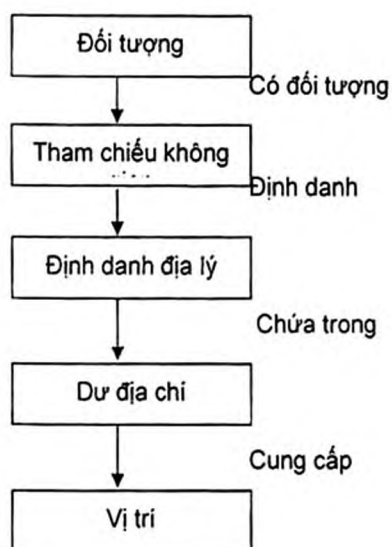 Đối tượng
Có đối tượng
Tham chiếu không
Định danh
Định danh địa lý
Chứa trong
Dư địa chí
Cung cấp
Vị trí